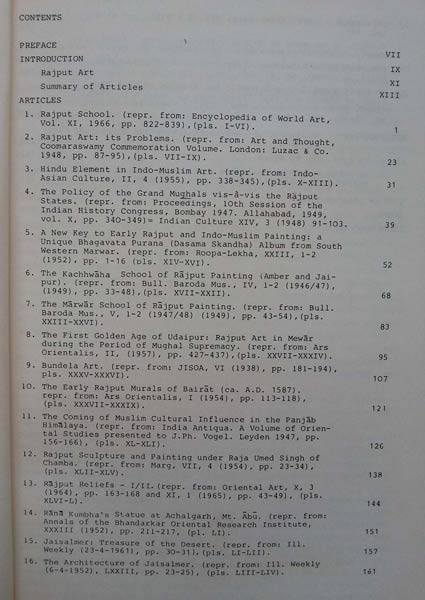 CONTENTS
PREFACE VII
INTRODUCTION IX
Rajput Art XI
Summary of Articles XIII
ARTICLES
1. Rajput School. (repr. from: Encyclopedia of World Art,
Vol. XI, 1966, pp. 822-839),(pls. I-VI). 1
2. Rajput Art: its Problems. (repr. from: Art and Thought,
Coomaraswamy Commemoration Volume. London: Luzac & Co.
1948, pp. 87-95),(pls. VII-IX). 23
3. Hindu Element in Indo-Muslim Art. (repr. from: Indo-
Asian Culture, II, 4 (1955), pp. 338-345),(pls. X-XIII). 31
4. The Policy of the Grand Mughals vis-à-vis the Rājput
States. (repr. from: Proceedings, 10th Session of the
Indian History Congress, Bombay 1947. Allahabad, 1949,
vol. X, pp. 340-349)= Indian Culture XIV, 3 (1948) 91-103. 39
5. A New Key to Early Rajput and Indo-Muslim Painting: a
Unique Bhagavata Purana (Dasama Skandha) Album from South
Western Marwar. (repr. from: Roopa-Lekha, XXIII, 1-2
(1952), pp. 1-16 (pls. XIV-XVI). 52
6. The Kachhwāha School of Rājput Painting (Amber and Jai-
pur). (repr. from: Bull. Baroda Mus., IV, 1-2 (1946/47),
(1949), pp. 33-48),(pls. XVII-XXII). 68
7. The Mārwār School of Rājput Painting. (repr. from: Bull.
Baroda Mus., V, 1-2 (1947/48) (1949), pp. 43-54),(pls.
XXIII-XXVI). 83
8. The First Golden Age of Udaipur: Rajput Art in Mewār
during the Period of Mughal Supremacy. (repr. from: Ars
Orientalis, II, (1957), pp. 427-437),(pls. XXVII-XXXIV). 95
9. Bundela Art. (repr. from: JISOA, VI (1938), pp. 181-194),
pls. XXXV-XXXVI). 107
10. The Early Rajput Murals of Bairāt (ca. A.D. 1587).
repr. from: Ars Orientalis, I (1954), pp. 113-118),
(pls. XXXVII-XXXIX). 121
11. The Coming of Muslim Cultural Influence in the Panjāb
Himālaya. (repr. from: India Antiqua. A Volume of Orien-
tal Studies presented to J.Ph. Vogel. Leyden 1947, pp.
156-166), (pls. XL-XLI). 126
12. Rajput Sculpture and Painting under Raja Umed Singh of
Chamba. (repr. from: Marg, VII, 4 (1954), pp. 23-34),
(pls. XLII-XLV). 138
13. Rājput Reliefs - I/II.(repr. from: Oriental Art, X, 3
(1964), pp. 163-168 and XI, 1 (1965), pp. 43-49), (pls.
XLVI-L). 144
14. Rānā Kumbha's Statue at Achalgarh, Mt. Ābū. (repr. from:
Annals of the Bhandarkar Oriental Research Institute,
XXXIII (1952), pp. 211-217, (pl. LI). 151
15. Jaisalmer: Treasure of the Desert. (repr. from: Ill.
Weekly (23-4-1961), pp. 30-31),(pls. LI-LII). 157
16. The Architecture of Jaisalmer. (repr. from: Ill. Weekly
(6-4-1952), LXXIII, pp. 23-25), (pls. LIII-LIV). 161